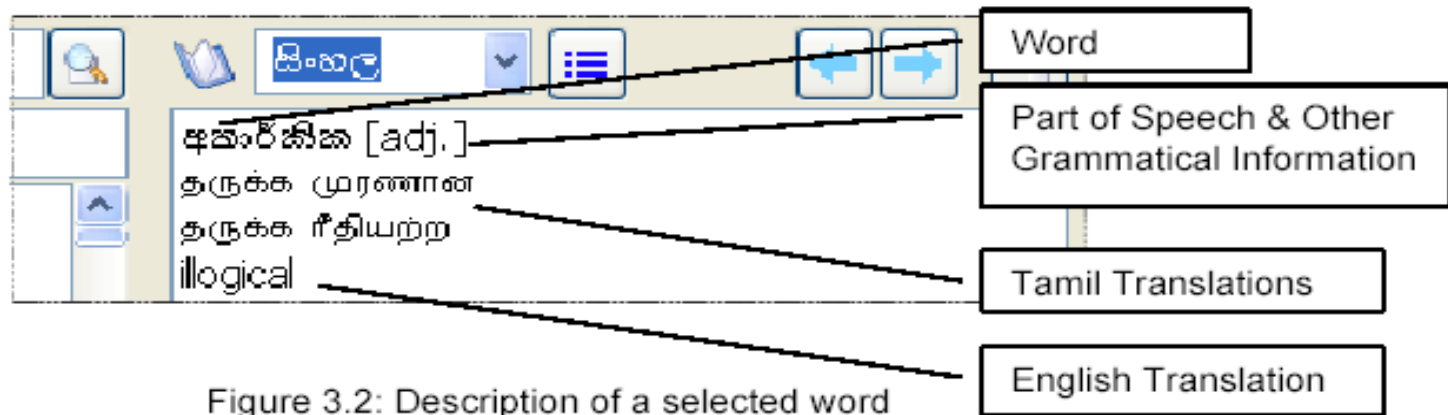 Word
සිංහල
Part of Speech & Other
Grammatical Information
අතාර්කික [adj.]
தருக்க முரணான
தருக்க ரீதியற்ற
illogical
Tamil Translations
English Translation
Figure 3.2: Description of a selected word